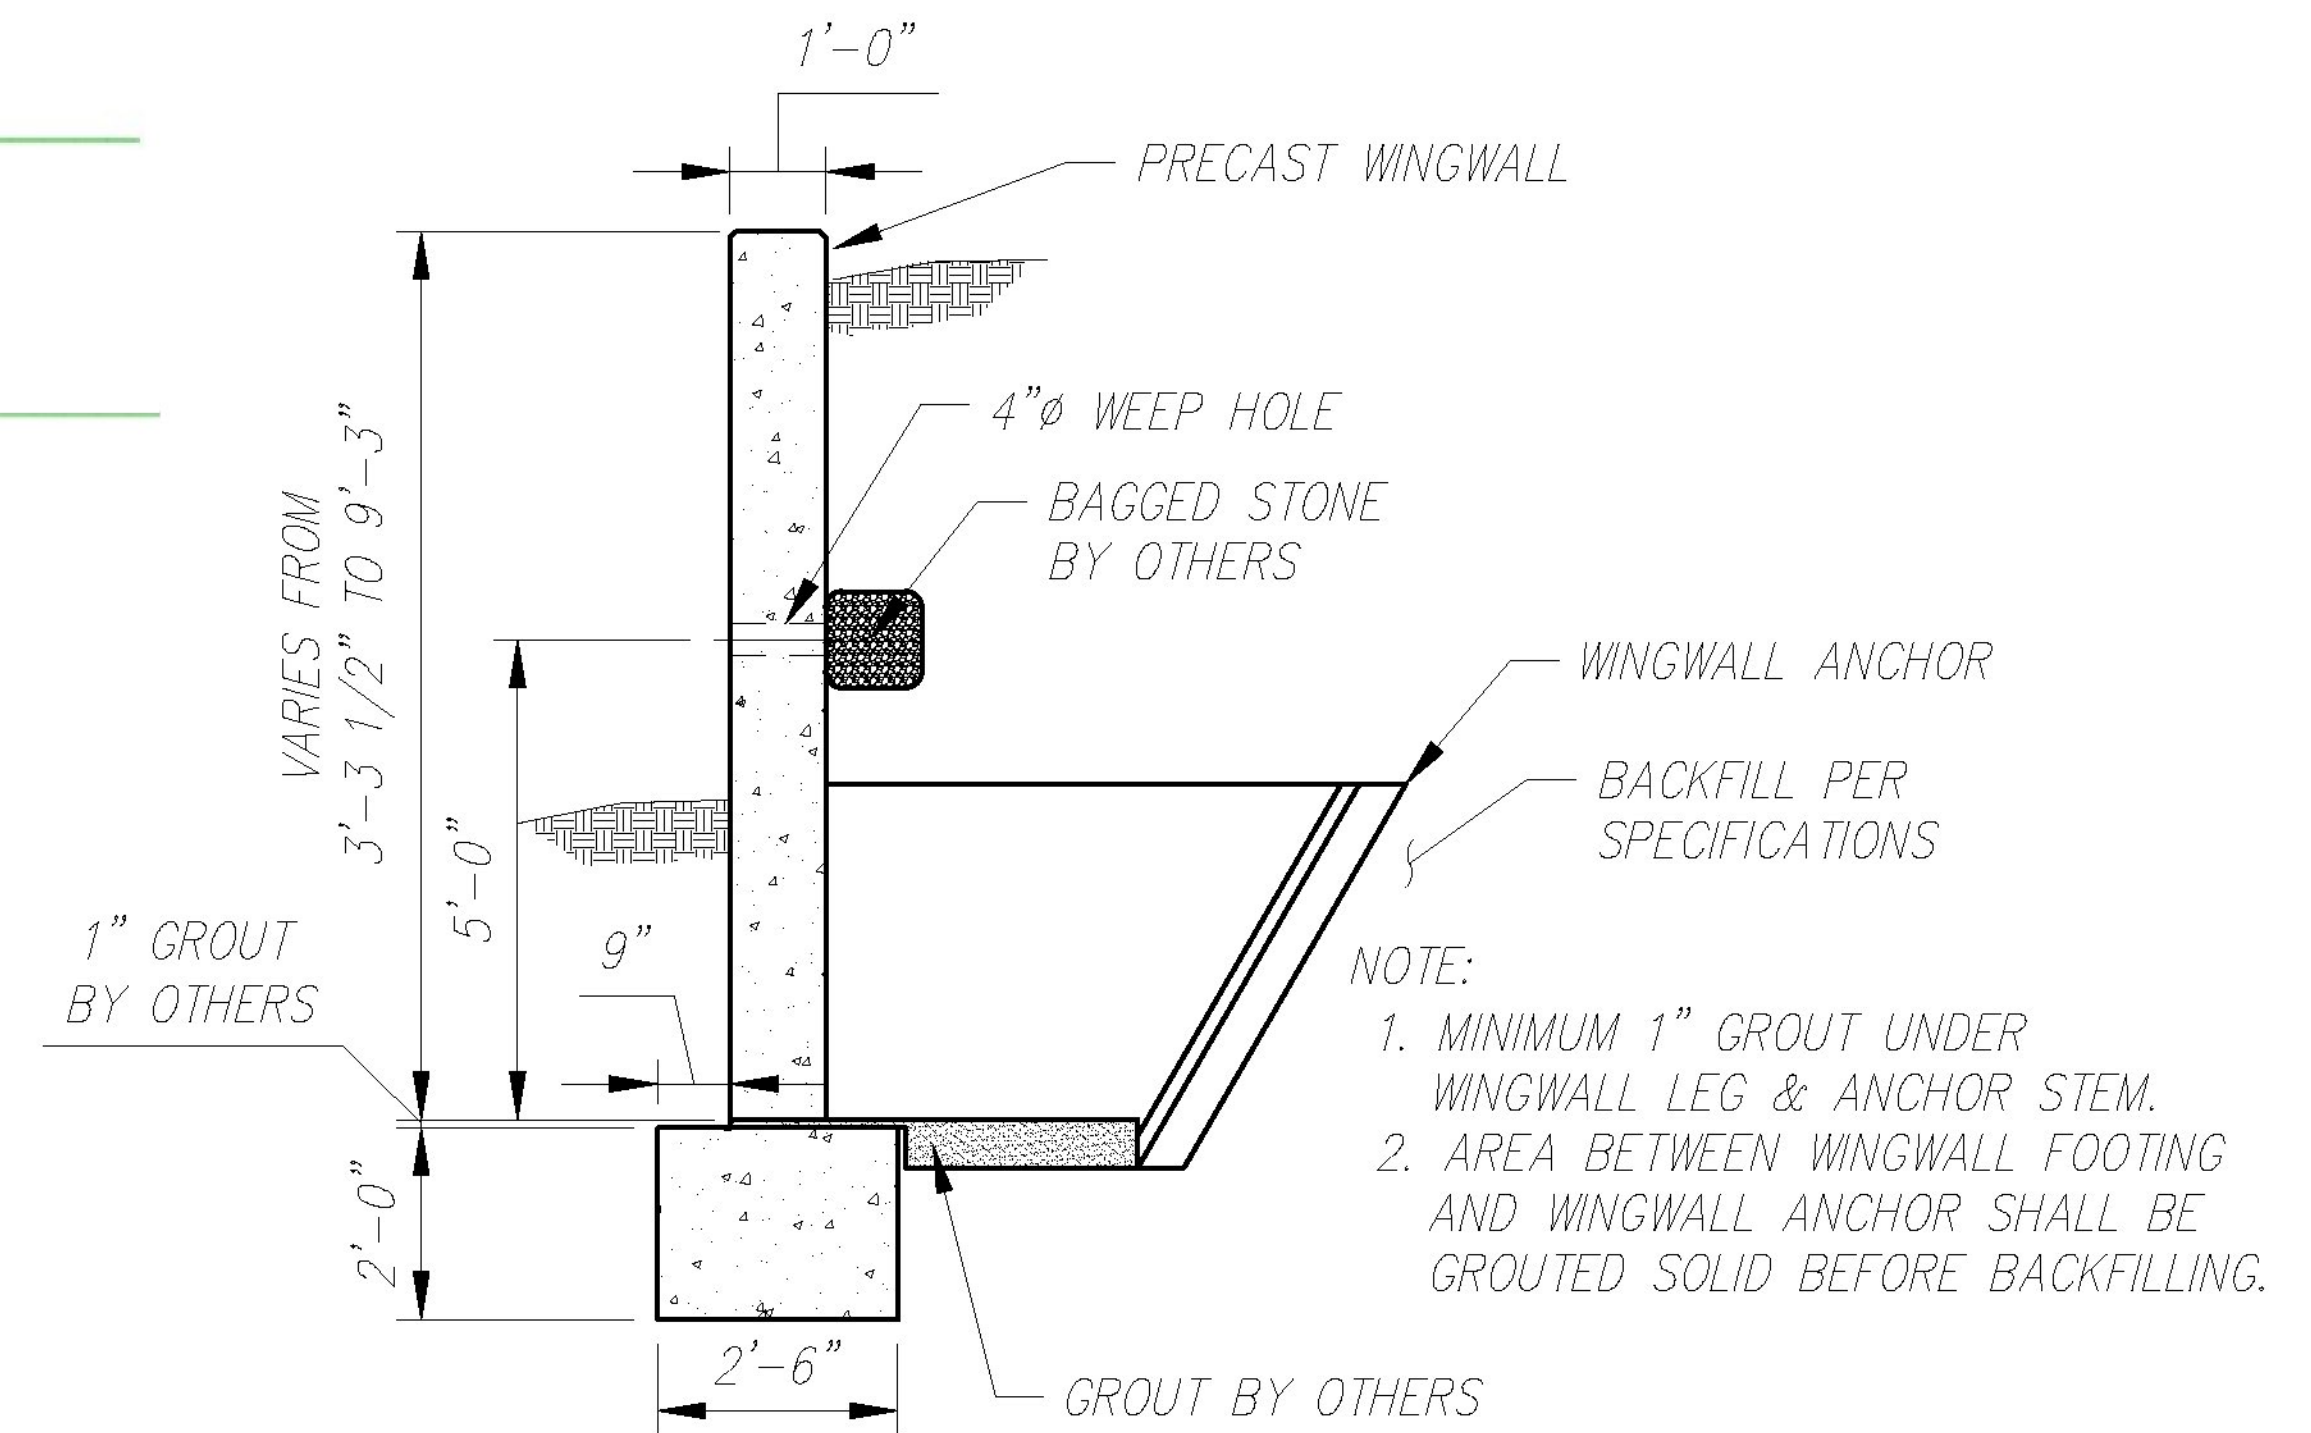 1'-0"
PRECAST WINGWALL
4"ø WEEP HOLE
BAGGED STONE
BY OTHERS
VARIES FROM
3'-3 1/2" TO 9'-3"
WINGWALL ANCHOR
BACKFILL PER
SPECIFICATIONS
5'-0"
9"
1" GROUT
BY OTHERS
NOTE:
1. MINIMUM 1" GROUT UNDER
WINGWALL LEG & ANCHOR STEM.
2. AREA BETWEEN WINGWALL FOOTING
AND WINGWALL ANCHOR SHALL BE
GROUTED SOLID BEFORE BACKFILLING.
2'-0"
2'-6"
GROUT BY OTHERS